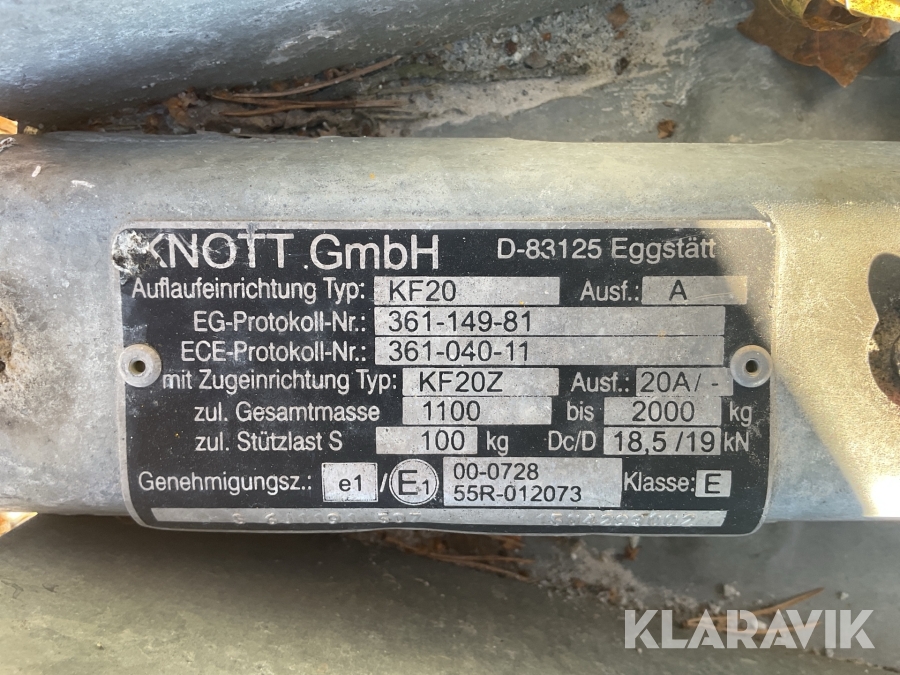 KNOTT GmbH D-83125 Eggstätt
Auflaufeinrichtung Typ: KF20 Ausf.: A
EG-Protokoll-Nr.: 361-149-81
ECE-Protokoll-Nr.: 361-040-11
mit Zugeinrichtung Typ: KF20Z Ausf.: 20A/-
zul. Gesamtmasse 1100 bis 2000 kg
zul. Stützlast S 100 kg Dc/D 18,5/19 kN
Genehmigungsz.: e1 / E1 00-0728 Klasse: E
55R-012073
KLARAVIK